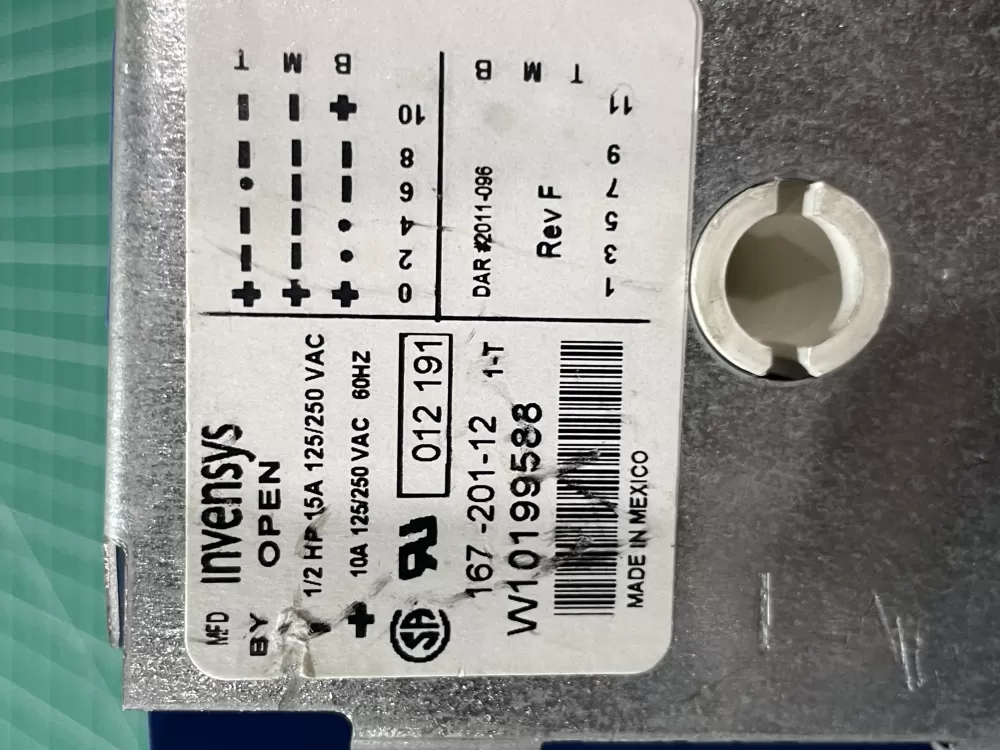 MFD invensys
BY OPEN
1/2 HP 15A 125/250 VAC
+ 10A 125/250 VAC 60HZ
SA RU 012 191
167 -201-12 1-T
W10199588
MADE IN MEXICO
+ - - • - - T
+ - - - - - M
+ • • - - + B
0 2 4 6 8 10
DAR #2011-096 B
Rev F M
T
1 3 5 7 9 11